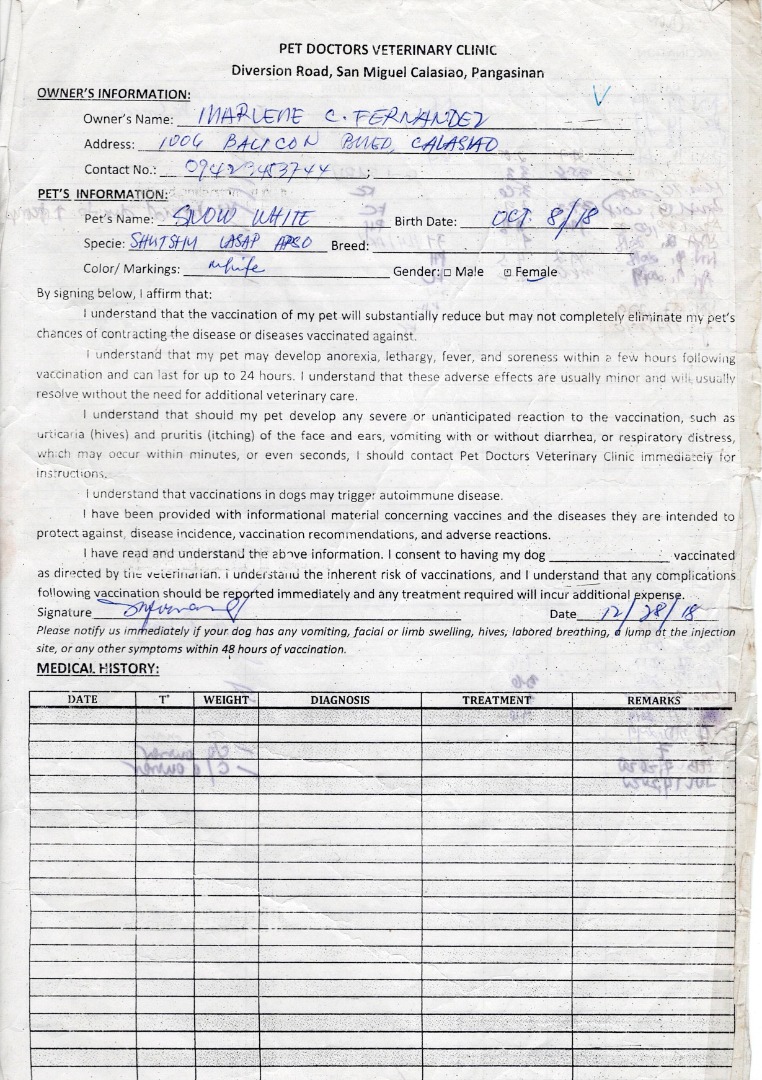 PET DOCTORS VETERINARY CLINIC
Diversion Road, San Miguel Calasiao, Pangasinan
OWNER'S INFORMATION:
Owner's Name: MARLENE C. FERNANDEZ
Address: 1006 BALICON BUED, CALASIAO
Contact No.:
PET'S INFORMATION:
Pet's Name: SNOW WHITE Birth Date: OCT 8/18
Specie: SHUTSHU LASAP APSO Breed:
Color/ Markings: white Gender: Male Female
By signing below, I affirm that:
I understand that the vaccination of my pet will substantially reduce but may not completely eliminate my pet's
chances of contracting the disease or diseases vaccinated against.
I understand that my pet may develop anorexia, lethargy, fever, and soreness within a few hours following
vaccination and can last for up to 24 hours. I understand that these adverse effects are usually minor and will usually
resolve without the need for additional veterinary care.
I understand that should my pet develop any severe or unanticipated reaction to the vaccination, such as
urticaria (hives) and pruritis (itching) of the face and ears, vomiting with or without diarrhea, or respiratory distress,
which may occur within minutes, or even seconds, I should contact Pet Doctors Veterinary Clinic immediately for
instructions.
I understand that vaccinations in dogs may trigger autoimmune disease.
I have been provided with informational material concerning vaccines and the diseases they are intended to
protect against, disease incidence, vaccination recommendations, and adverse reactions.
I have read and understand the above information. I consent to having my dog ____________ vaccinated
as directed by the veterinarian. I understand the inherent risk of vaccinations, and I understand that any complications
following vaccination should be reported immediately and any treatment required will incur additional expense.
Signature Date 12/28/18
Please notify us immediately if your dog has any vomiting, facial or limb swelling, hives, labored breathing, a lump at the injection
site, or any other symptoms within 48 hours of vaccination.
MEDICAL HISTORY:
DATE T° WEIGHT DIAGNOSIS TREATMENT REMARKS